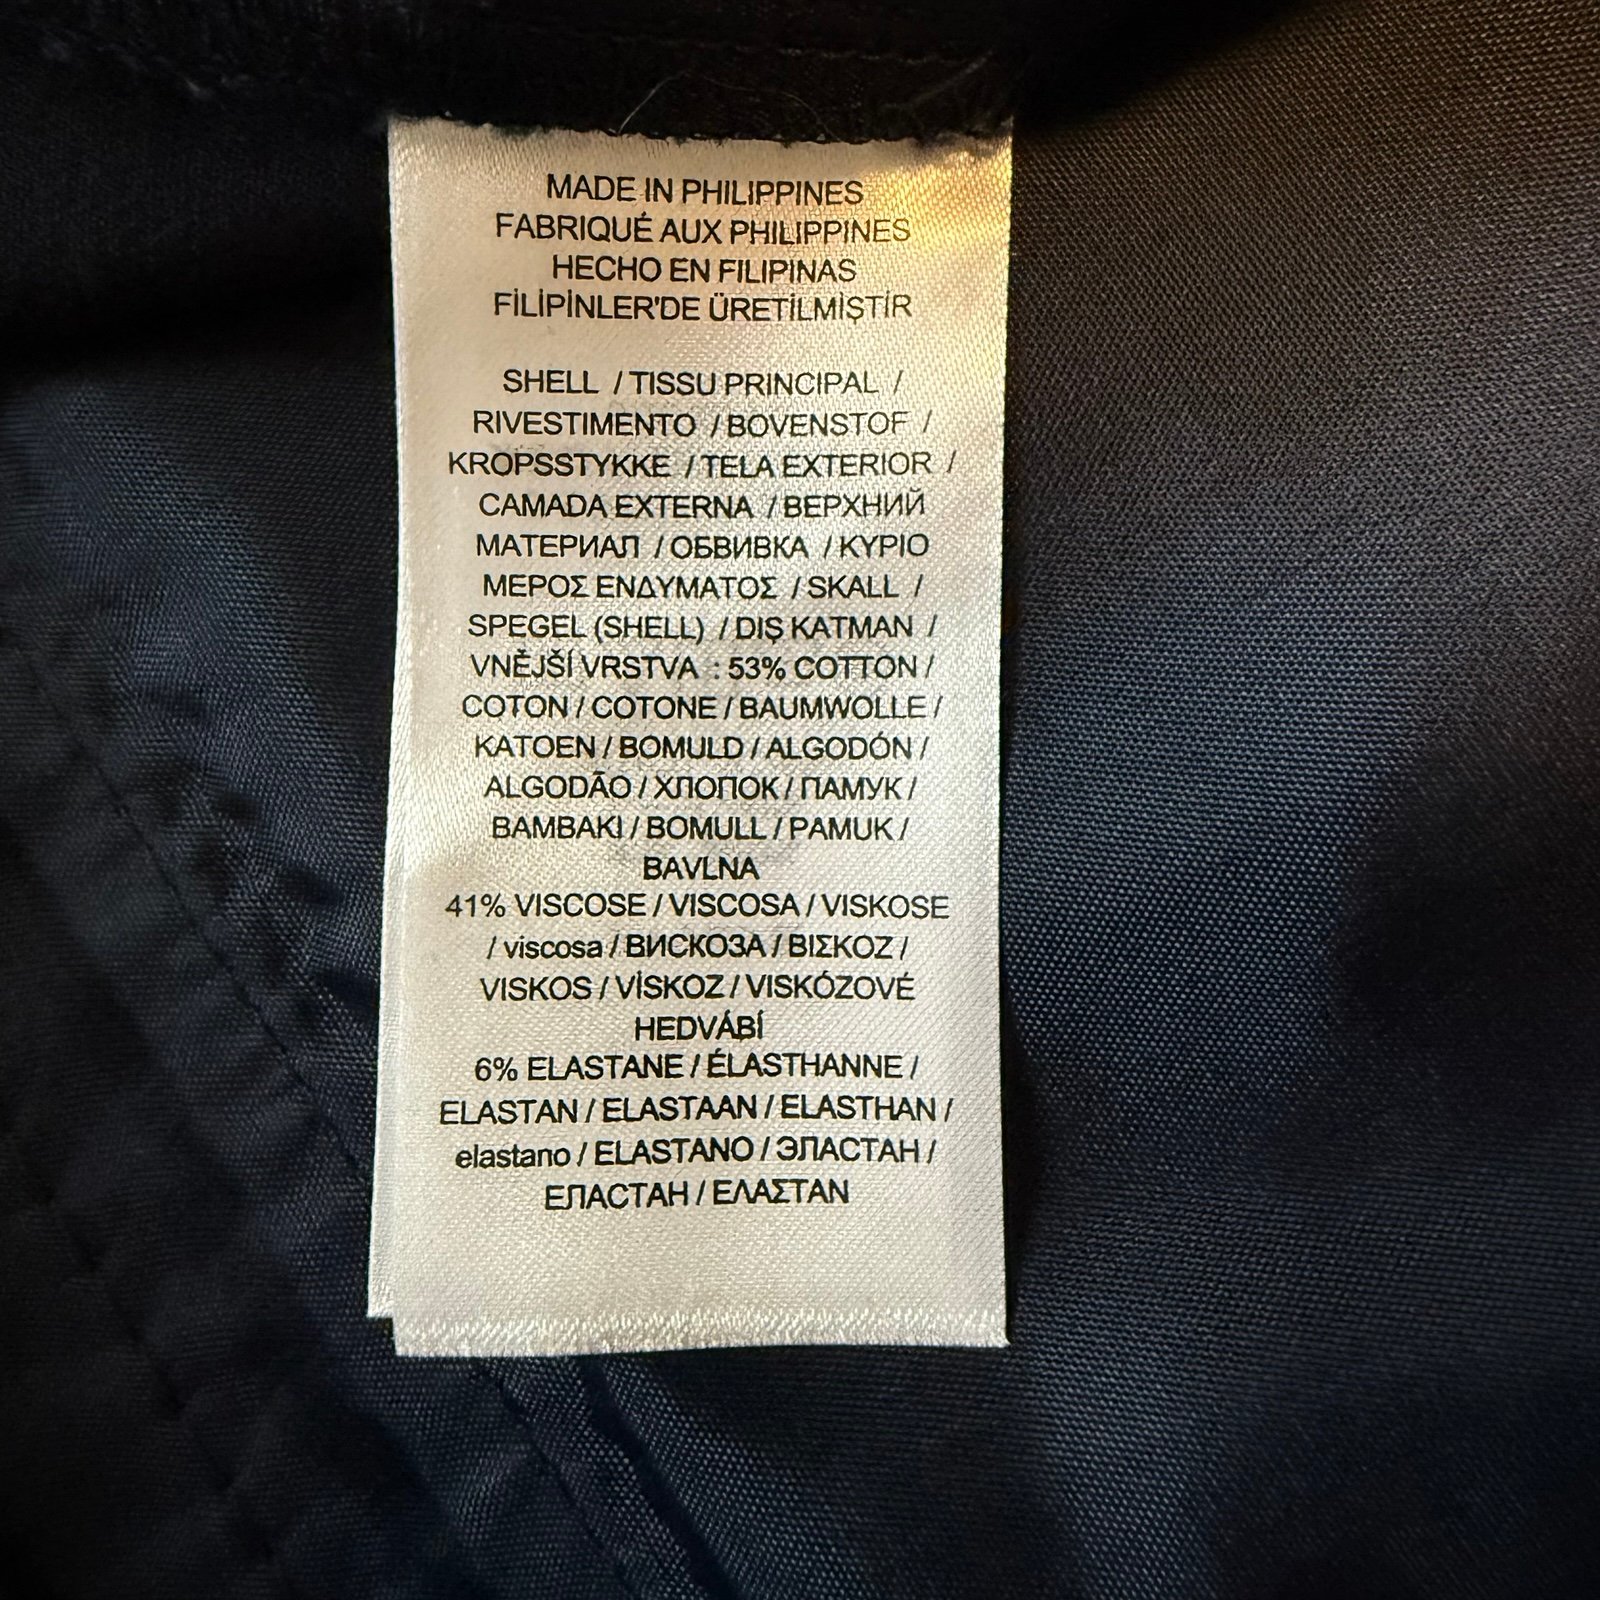 MADE IN PHILIPPINES
FABRIQUÉ AUX PHILIPPINES
HECHO EN FILIPINAS
FİLİPİNLER'DE ÜRETİLMİŞTİR
SHELL / TISSU PRINCIPAL /
RIVESTIMENTO / BOVENSTOF /
KROPSSTYKKE / TELA EXTERIOR /
CAMADA EXTERNA / ВЕРХНИЙ
МАТЕРИАЛ / ОБВИВКА / ΚΥΡΙΟ
ΜΕΡΟΣ ΕΝΔΥΜΑΤΟΣ / SKALL /
SPEGEL (SHELL) / DIŞ KATMAN /
VNĚJŠÍ VRSTVA : 53% COTTON /
COTON / COTONE / BAUMWOLLE /
KATOEN / BOMULD / ALGODÓN /
ALGODÃO / ХЛОПОК / ПАМУК /
BAMBAKI / BOMULL / PAMUK /
BAVLNA
41% VISCOSE / VISCOSA / VISKOSE
/ viscosa / ВИСКОЗА / ΒΙΣΚΟΖ /
VISKOS / VİSKOZ / VISKÓZOVÉ
HEDVÁBÍ
6% ELASTANE / ÉLASTHANNE /
ELASTAN / ELASTAAN / ELASTHAN /
elastano / ELASTANO / ЭЛАСТАН /
ЕЛАСТАН / ΕΛΑΣΤΑΝ